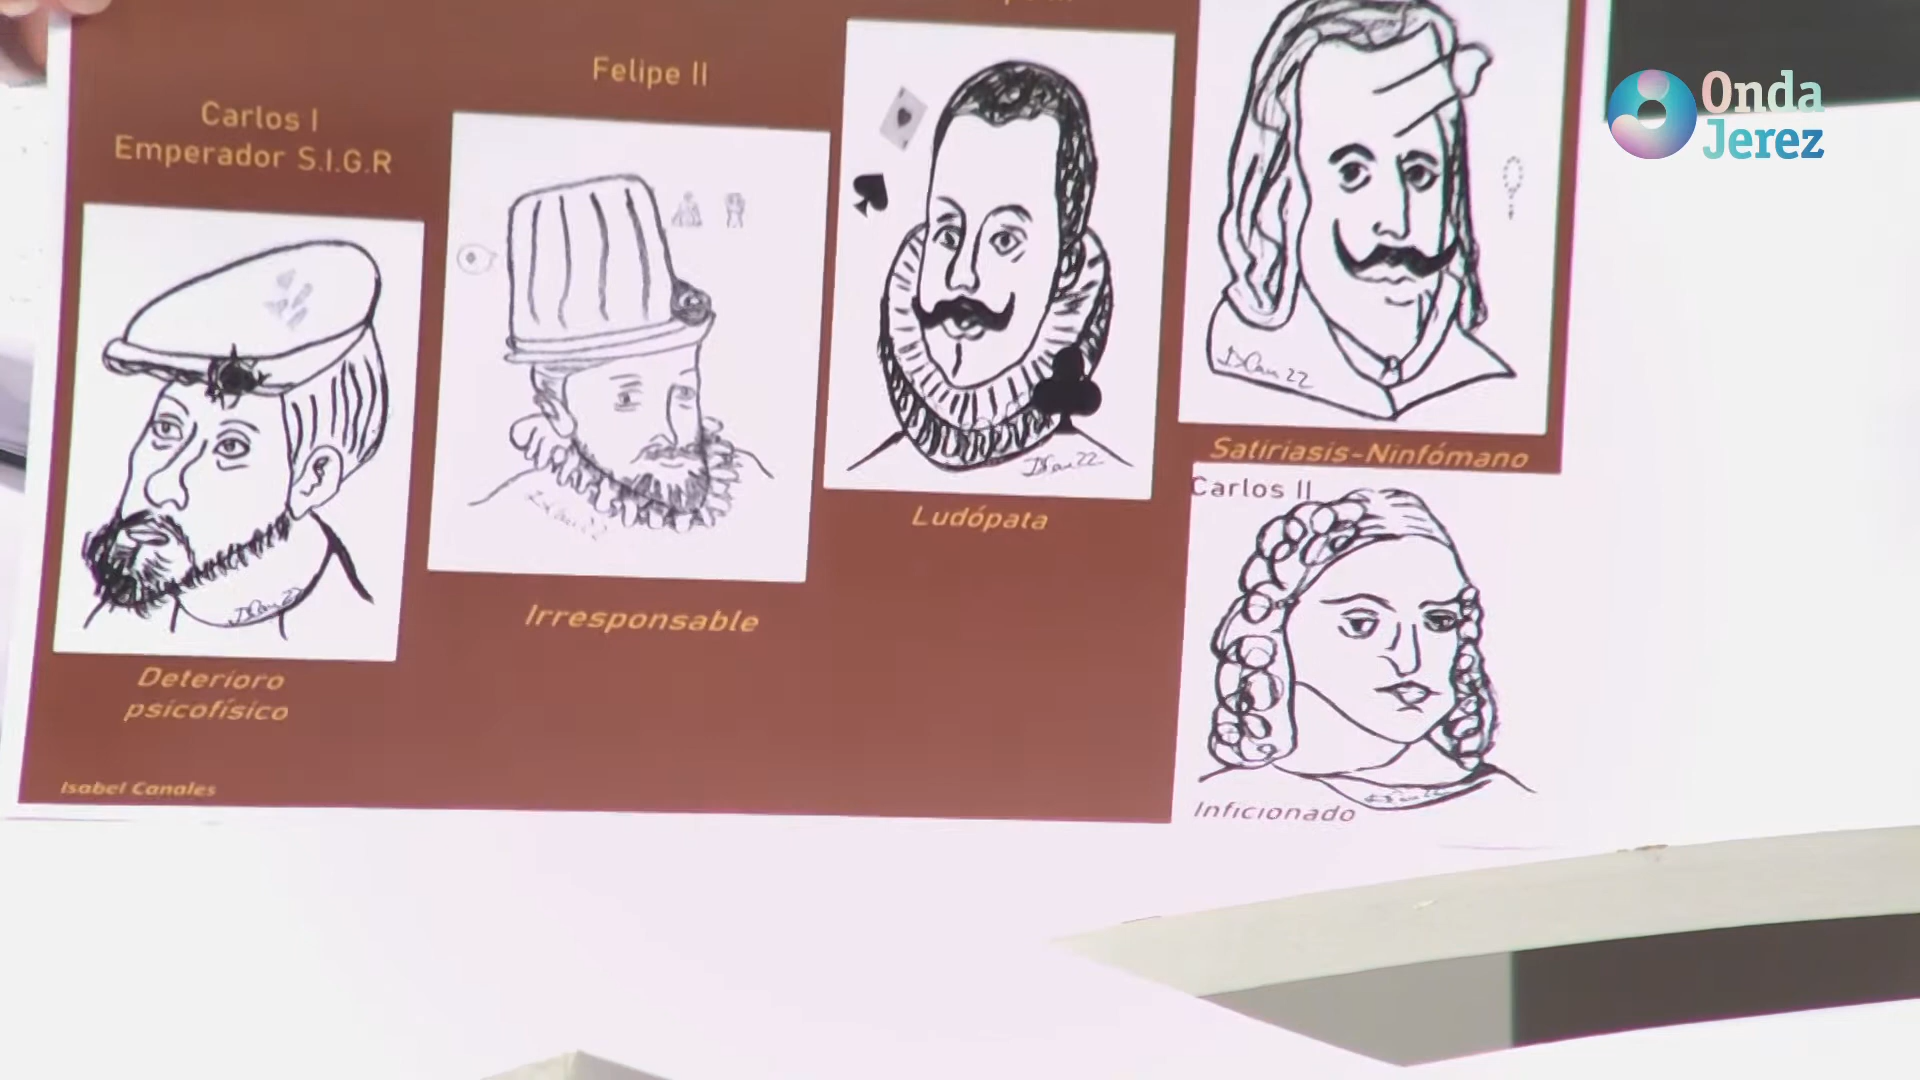 Carlos I
Emperador S.I.G.R
Deterioro
psicofísico
Isabel Canales
Felipe II
Irresponsable
Ludópata
Satiriasis-Ninfómano
Carlos II
Inficionado
Onda
Jerez